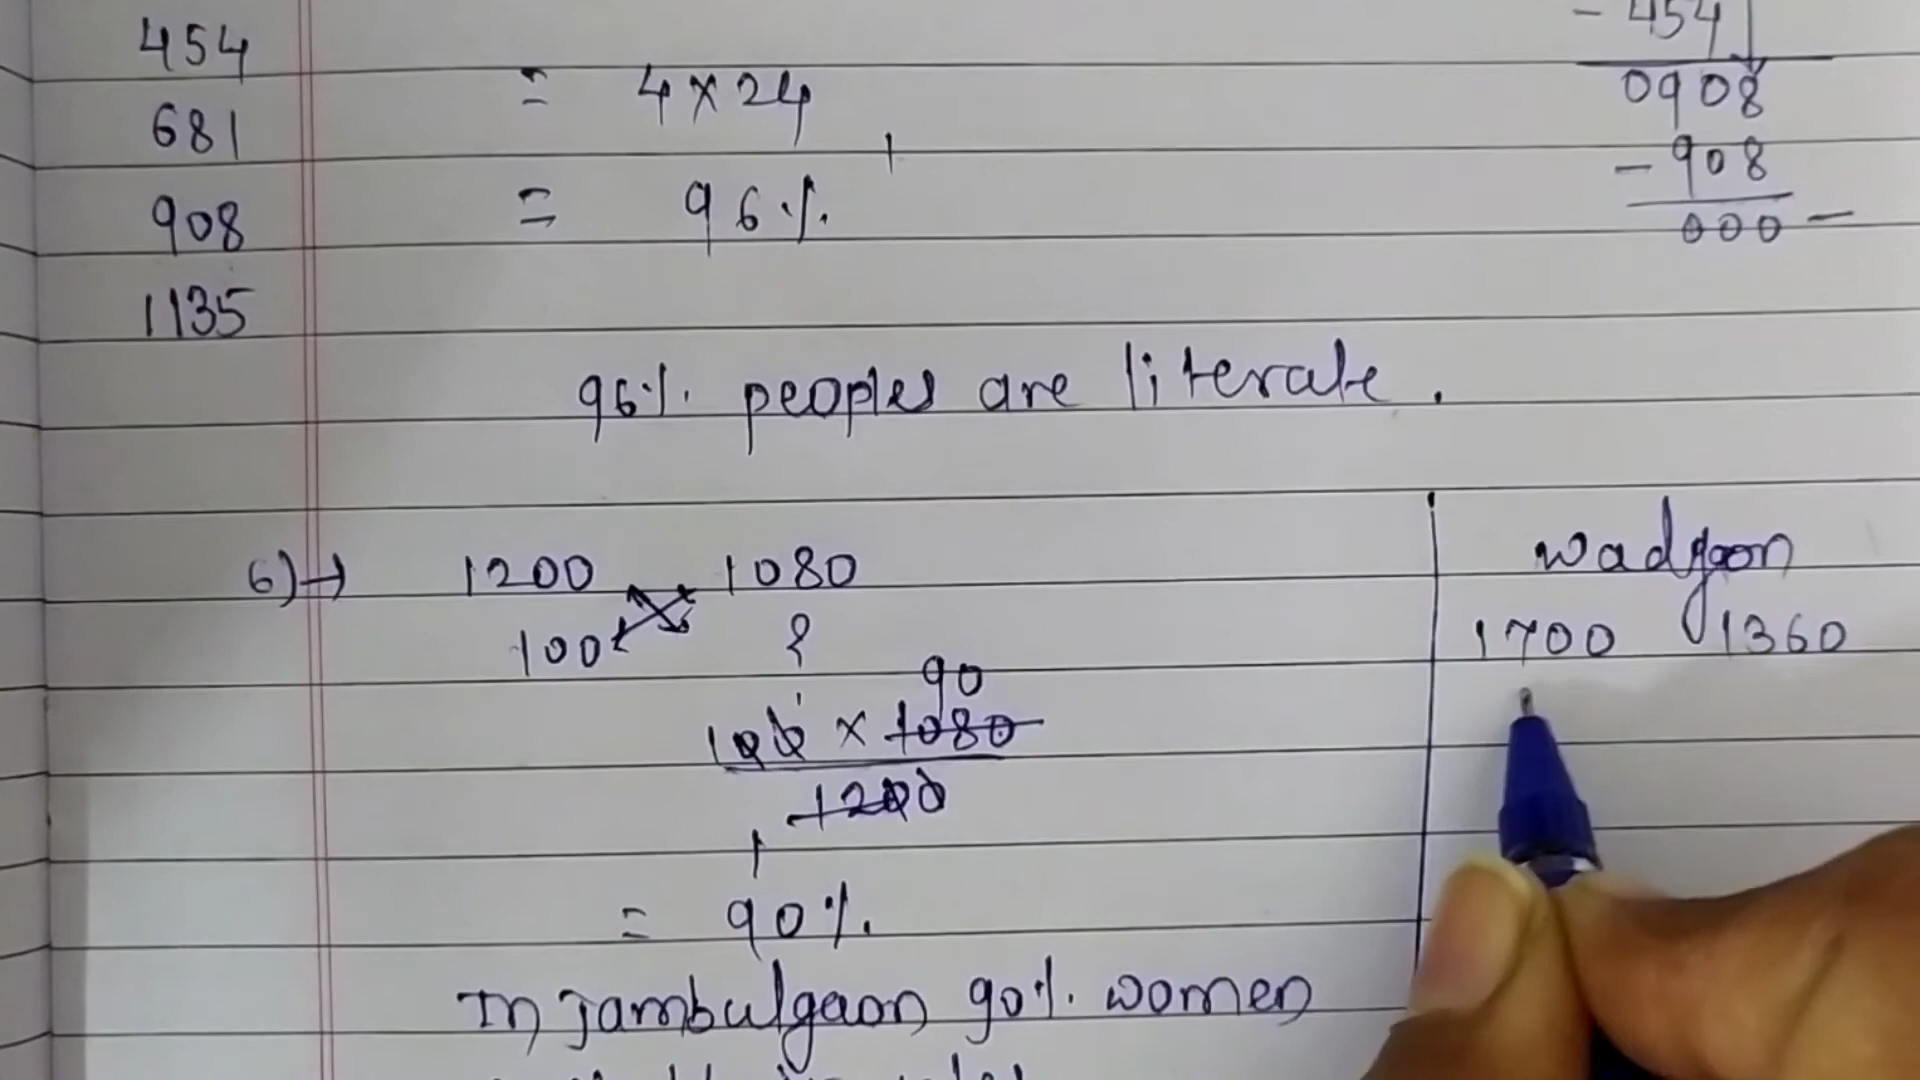 454
681
908
1135
= 4 × 24
= 96%
- 454
0908
- 908
000 -
96% peoples are literate.
6) → 1200 1080
100 ?
90
100 × 1080
1200
= 90%
In Jambulgaon 90% women
wadgaon
1700 1360